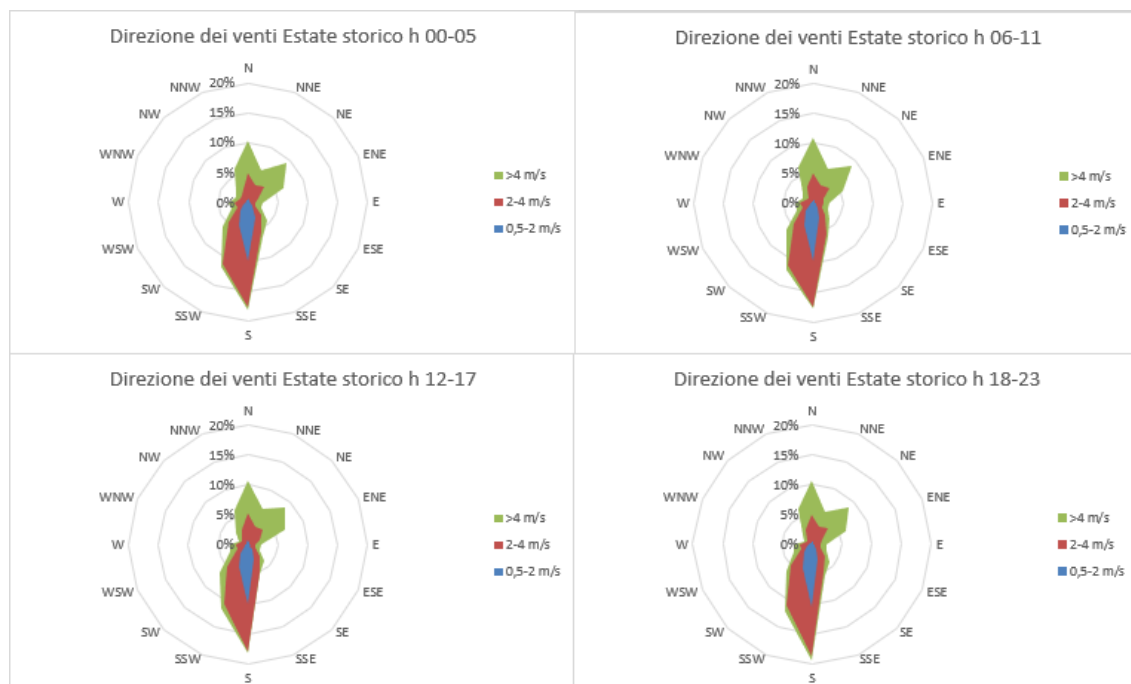 Direzione dei venti Estate storico h 00-05
N
NNE
NE
ENE
E
ESE
SE
SSE
S
SSW
SW
WSW
W
WNW
NW
NNW
20%
15%
10%
5%
0%
>4 m/s
2-4 m/s
0,5-2 m/s
Direzione dei venti Estate storico h 06-11
N
NNE
NE
ENE
E
ESE
SE
SSE
S
SSW
SW
WSW
W
WNW
NW
NNW
20%
15%
10%
5%
0%
>4 m/s
2-4 m/s
0,5-2 m/s
Direzione dei venti Estate storico h 12-17
N
NNE
NE
ENE
E
ESE
SE
SSE
S
SSW
SW
WSW
W
WNW
NW
NNW
20%
15%
10%
5%
0%
>4 m/s
2-4 m/s
0,5-2 m/s
Direzione dei venti Estate storico h 18-23
N
NNE
NE
ENE
E
ESE
SE
SSE
S
SSW
SW
WSW
W
WNW
NW
NNW
20%
15%
10%
5%
0%
>4 m/s
2-4 m/s
0,5-2 m/s